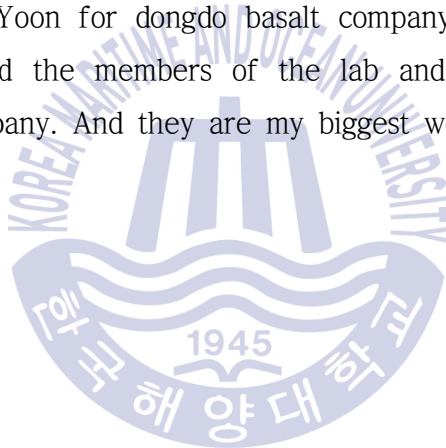 Yoon for dongdo basalt company
d the members of the lab and
pany. And they are my biggest w
KOREA MARITIME AND OCEAN UNIVERSITY
1945
한국해양대학교